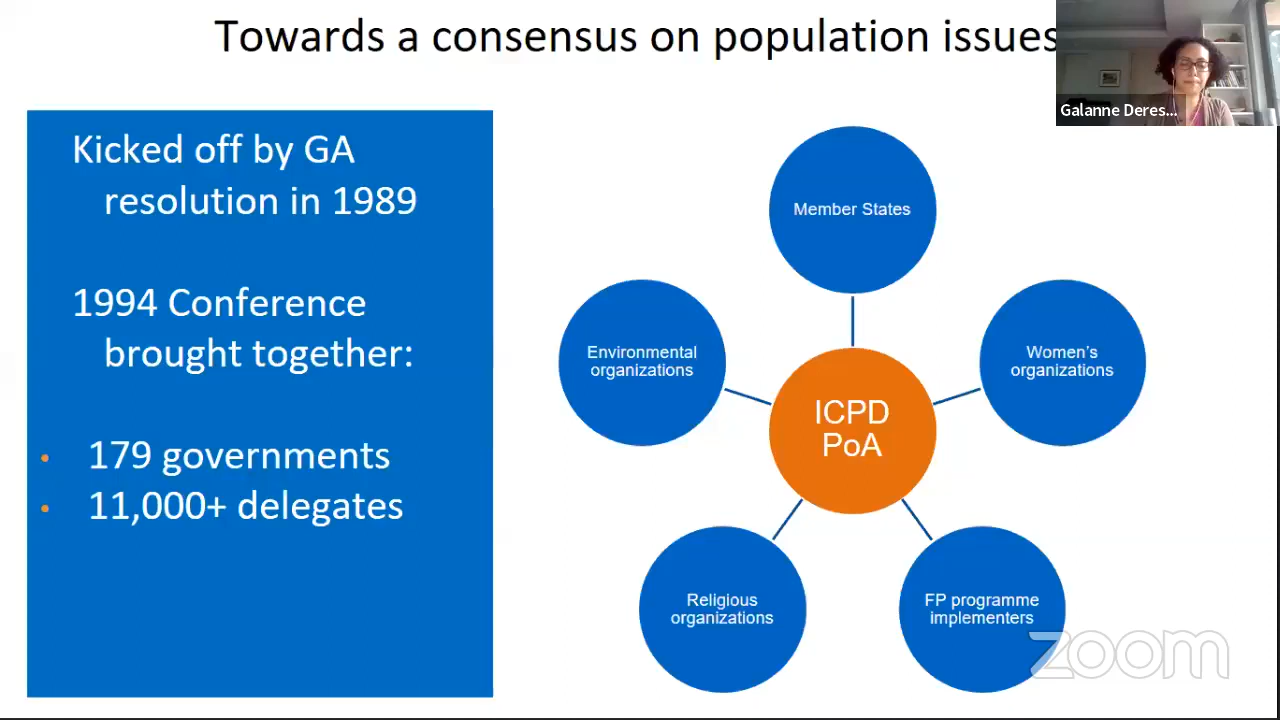 Towards a consensus on population issues
Galanne Deres...
Kicked off by GA
resolution in 1989
1994 Conference
brought together:
• 179 governments
• 11,000+ delegates
Member States
Environmental
organizations
Women's
organizations
ICPD
PoA
Religious
organizations
FP programme
implementers
zoom